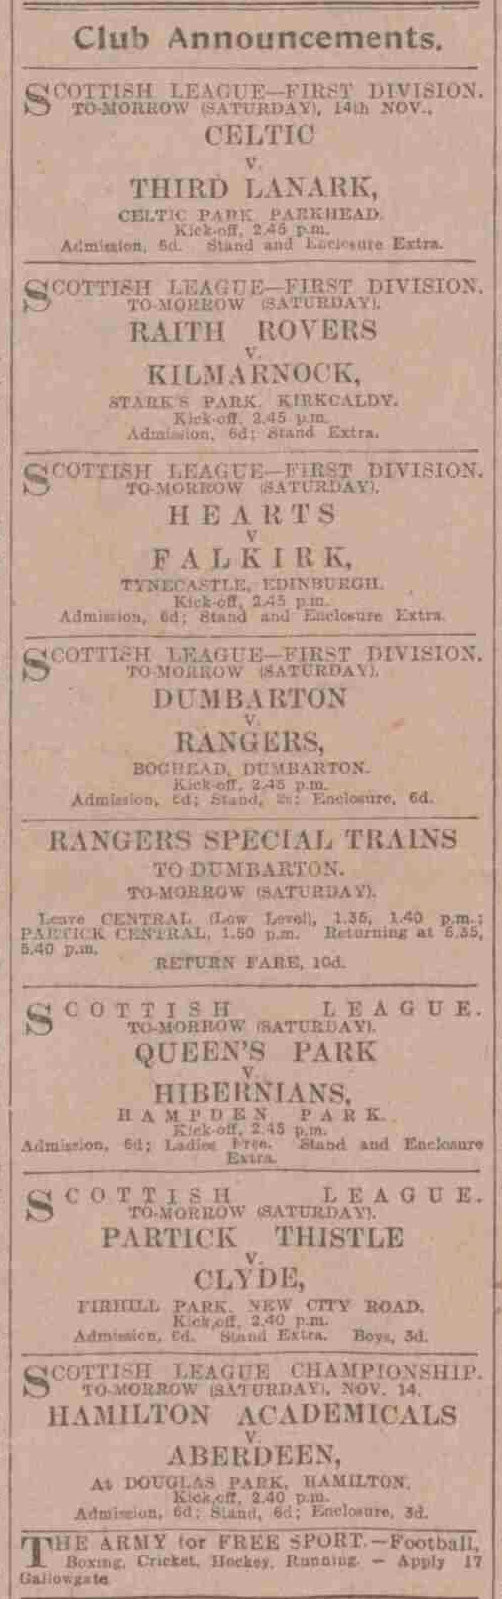 Club Announcements.
SCOTTISH LEAGUE—FIRST DIVISION.
TO-MORROW (SATURDAY), 14th NOV.,
CELTIC
v.
THIRD LANARK,
CELTIC PARK PARKHEAD.
Kick-off, 2.45 p.m.
Admission, 6d. Stand and Enclosure Extra.
SCOTTISH LEAGUE—FIRST DIVISION.
TO-MORROW (SATURDAY).
RAITH ROVERS
v.
KILMARNOCK,
STARK'S PARK, KIRKCALDY.
Kick-off, 2.45 p.m.
Admission, 6d; Stand Extra.
SCOTTISH LEAGUE—FIRST DIVISION.
TO-MORROW (SATURDAY).
HEARTS
v
FALKIRK,
TYNECASTLE, EDINBURGH.
Kick-off, 2.45 p.m.
Admission, 6d; Stand and Enclosure Extra.
SCOTTISH LEAGUE—FIRST DIVISION.
TO-MORROW (SATURDAY).
DUMBARTON
v.
RANGERS,
BOGHEAD, DUMBARTON.
Kick-off, 2.45 p.m.
Admission, 6d; Stand, 2s; Enclosure, 6d.
RANGERS SPECIAL TRAINS
TO DUMBARTON.
TO-MORROW (SATURDAY).
Leave CENTRAL (Low Level), 1.35, 1.40 p.m.;
PARTICK CENTRAL, 1.50 p.m. Returning at 5.35,
5.40 p.m.
RETURN FARE, 10d.
SCOTTISH LEAGUE.
TO-MORROW (SATURDAY).
QUEEN'S PARK
v.
HIBERNIANS,
HAMPDEN PARK.
Kick-off, 2.45 p.m.
Admission, 6d; Ladies Free. Stand and Enclosure
Extra.
SCOTTISH LEAGUE.
TO-MORROW (SATURDAY).
PARTICK THISTLE
v.
CLYDE,
FIRHILL PARK, NEW CITY ROAD.
Kick,off, 2.40 p.m.
Admission, 6d. Stand Extra. Boys, 3d.
SCOTTISH LEAGUE CHAMPIONSHIP.
TO-MORROW (SATURDAY), NOV. 14.
HAMILTON ACADEMICALS
v.
ABERDEEN,
At DOUGLAS PARK, HAMILTON.
Kick,off, 2.40 p.m.
Admission, 6d; Stand, 6d; Enclosure, 3d.
THE ARMY for FREE SPORT.—Football,
Boxing, Cricket, Hockey, Running. — Apply 17
Gallowgate